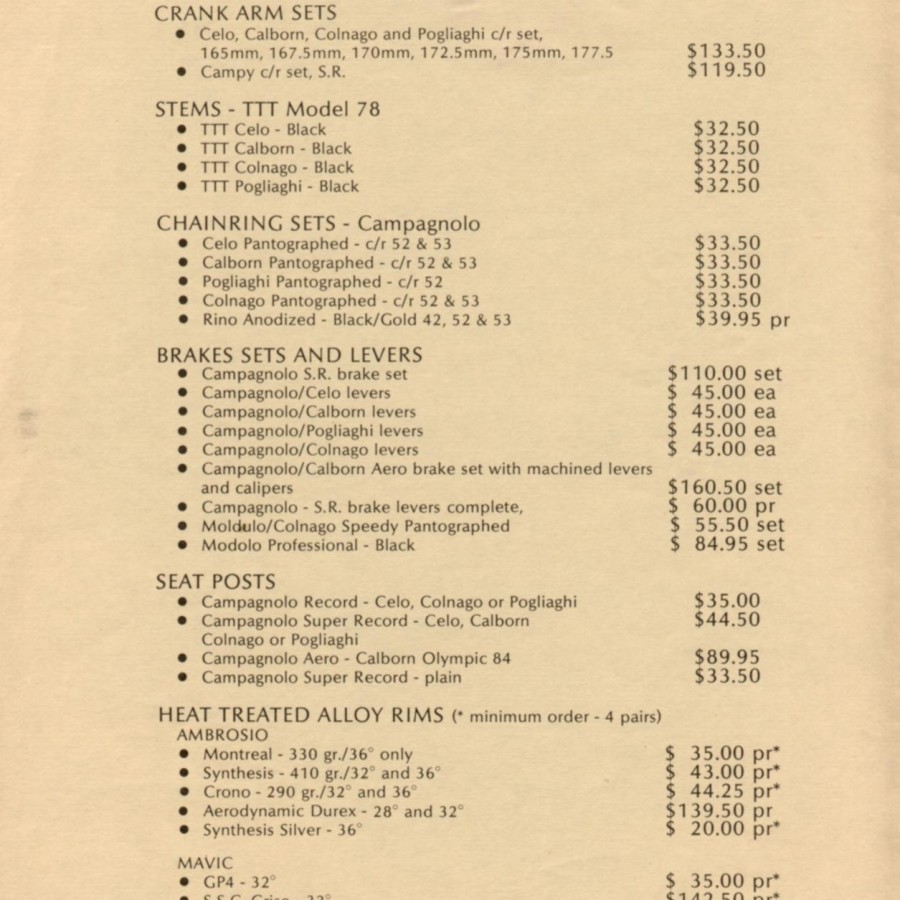 CRANK ARM SETS
● Celo, Calborn, Colnago and Pogliaghi c/r set,
165mm, 167.5mm, 170mm, 172.5mm, 175mm, 177.5 $133.50
● Campy c/r set, S.R. $119.50
STEMS - TTT Model 78
● TTT Celo - Black $32.50
● TTT Calborn - Black $32.50
● TTT Colnago - Black $32.50
● TTT Pogliaghi - Black $32.50
CHAINRING SETS - Campagnolo
● Celo Pantographed - c/r 52 & 53 $33.50
● Calborn Pantographed - c/r 52 & 53 $33.50
● Pogliaghi Pantographed - c/r 52 $33.50
● Colnago Pantographed - c/r 52 & 53 $33.50
● Rino Anodized - Black/Gold 42, 52 & 53 $39.95 pr
BRAKES SETS AND LEVERS
● Campagnolo S.R. brake set $110.00 set
● Campagnolo/Celo levers $ 45.00 ea
● Campagnolo/Calborn levers $ 45.00 ea
● Campagnolo/Pogliaghi levers $ 45.00 ea
● Campagnolo/Colnago levers $ 45.00 ea
● Campagnolo/Calborn Aero brake set with machined levers
and calipers $160.50 set
● Campagnolo - S.R. brake levers complete, $ 60.00 pr
● Moldulo/Colnago Speedy Pantographed $ 55.50 set
● Modolo Professional - Black $ 84.95 set
SEAT POSTS
● Campagnolo Record - Celo, Colnago or Pogliaghi $35.00
● Campagnolo Super Record - Celo, Calborn $44.50
Colnago or Pogliaghi
● Campagnolo Aero - Calborn Olympic 84 $89.95
● Campagnolo Super Record - plain $33.50
HEAT TREATED ALLOY RIMS (* minimum order - 4 pairs)
AMBROSIO
● Montreal - 330 gr./36° only $ 35.00 pr*
● Synthesis - 410 gr./32° and 36° $ 43.00 pr*
● Crono - 290 gr./32° and 36° $ 44.25 pr*
● Aerodynamic Durex - 28° and 32° $139.50 pr
● Synthesis Silver - 36° $ 20.00 pr*
MAVIC
● GP4 - 32° $ 35.00 pr*